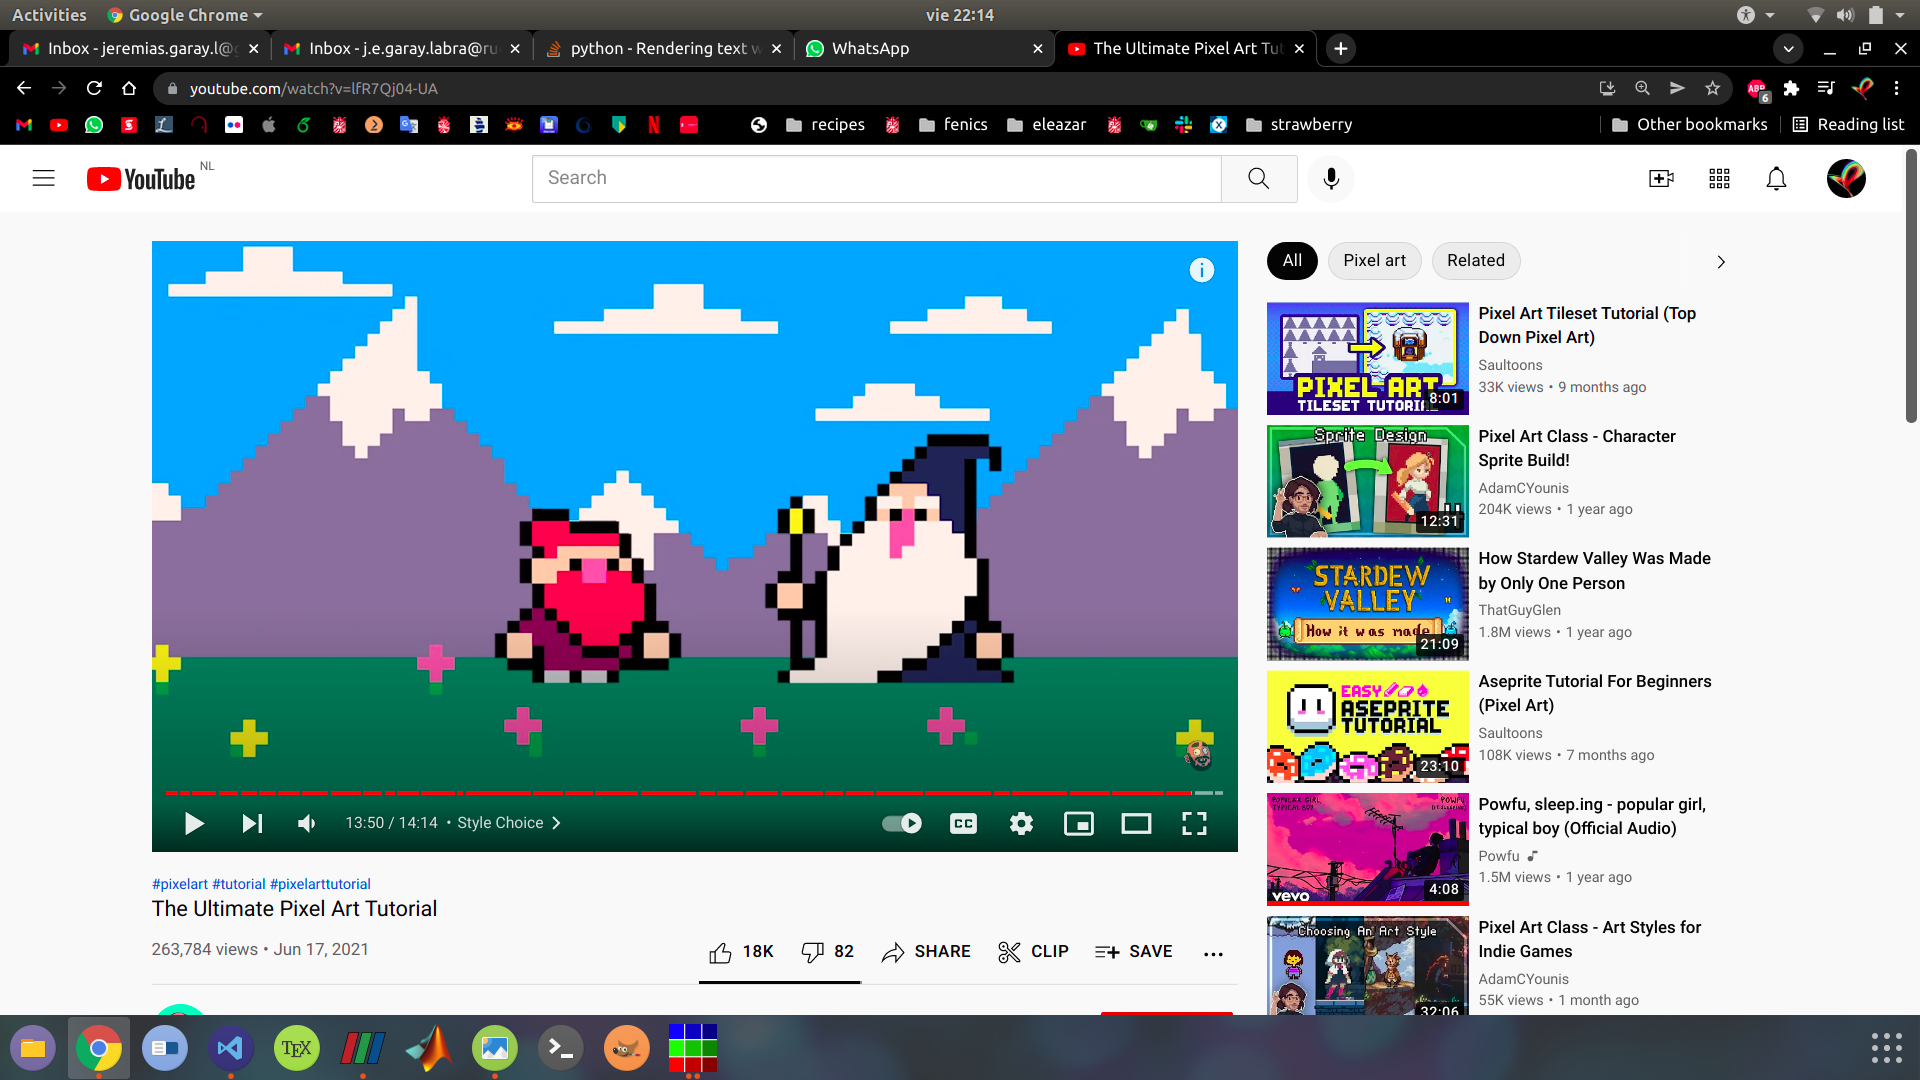 Activities
Google Chrome
vie 22:14
Inbox - jeremias.garay.l@
Inbox - j.e.garay.labra@ru
python - Rendering text w
WhatsApp
The Ultimate Pixel Art Tut
youtube.com/watch?v=lfR7Qj04-UA
ABP
6
recipes
fenics
eleazar
strawberry
Other bookmarks
Reading list
YouTube
NL
Search
All
Pixel art
Related
PIXEL ART
TILESET TUTORIAL
8:01
Pixel Art Tileset Tutorial (Top
Down Pixel Art)
Saultoons
33K views • 9 months ago
Sprite Design
12:31
Pixel Art Class - Character
Sprite Build!
AdamCYounis
204K views • 1 year ago
STARDEW
VALLEY
How it was made
21:09
How Stardew Valley Was Made
by Only One Person
ThatGuyGlen
1.8M views • 1 year ago
EASY
ASEPRITE
TUTORIAL
23:10
Aseprite Tutorial For Beginners
(Pixel Art)
Saultoons
108K views • 7 months ago
vevo
4:08
Powfu, sleep.ing - popular girl,
typical boy (Official Audio)
Powfu
1.5M views • 1 year ago
Choosing An Art Style
32:06
Pixel Art Class - Art Styles for
Indie Games
AdamCYounis
55K views • 1 month ago
13:50 / 14:14 • Style Choice
CC
#pixelart #tutorial #pixelarttutorial
The Ultimate Pixel Art Tutorial
263,784 views • Jun 17, 2021
18K
82
SHARE
CLIP
SAVE
TEX